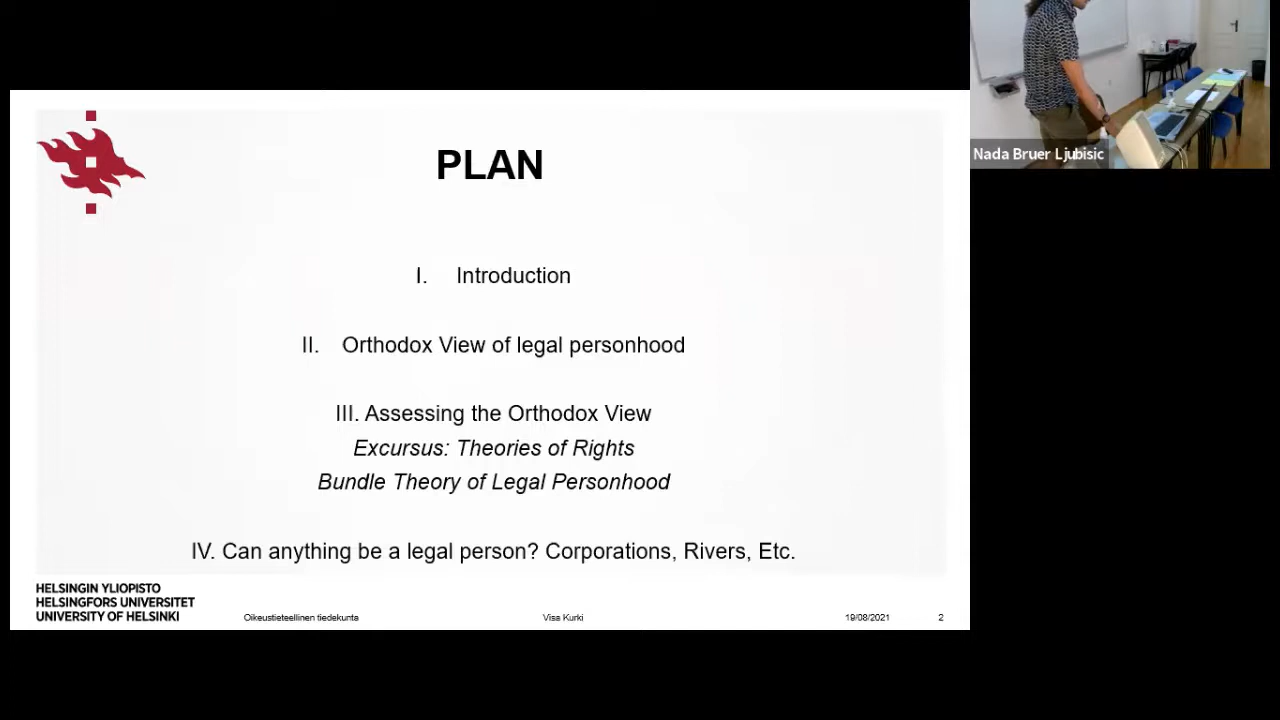 PLAN
I. Introduction
II. Orthodox View of legal personhood
III. Assessing the Orthodox View
Excursus: Theories of Rights
Bundle Theory of Legal Personhood
IV. Can anything be a legal person? Corporations, Rivers, Etc.
HELSINGIN YLIOPISTO
HELSINGFORS UNIVERSITET
UNIVERSITY OF HELSINKI
Oikeustieteellinen tiedekunta
Visa Kurki
19/08/2021
2
Nada Bruer Ljubisic